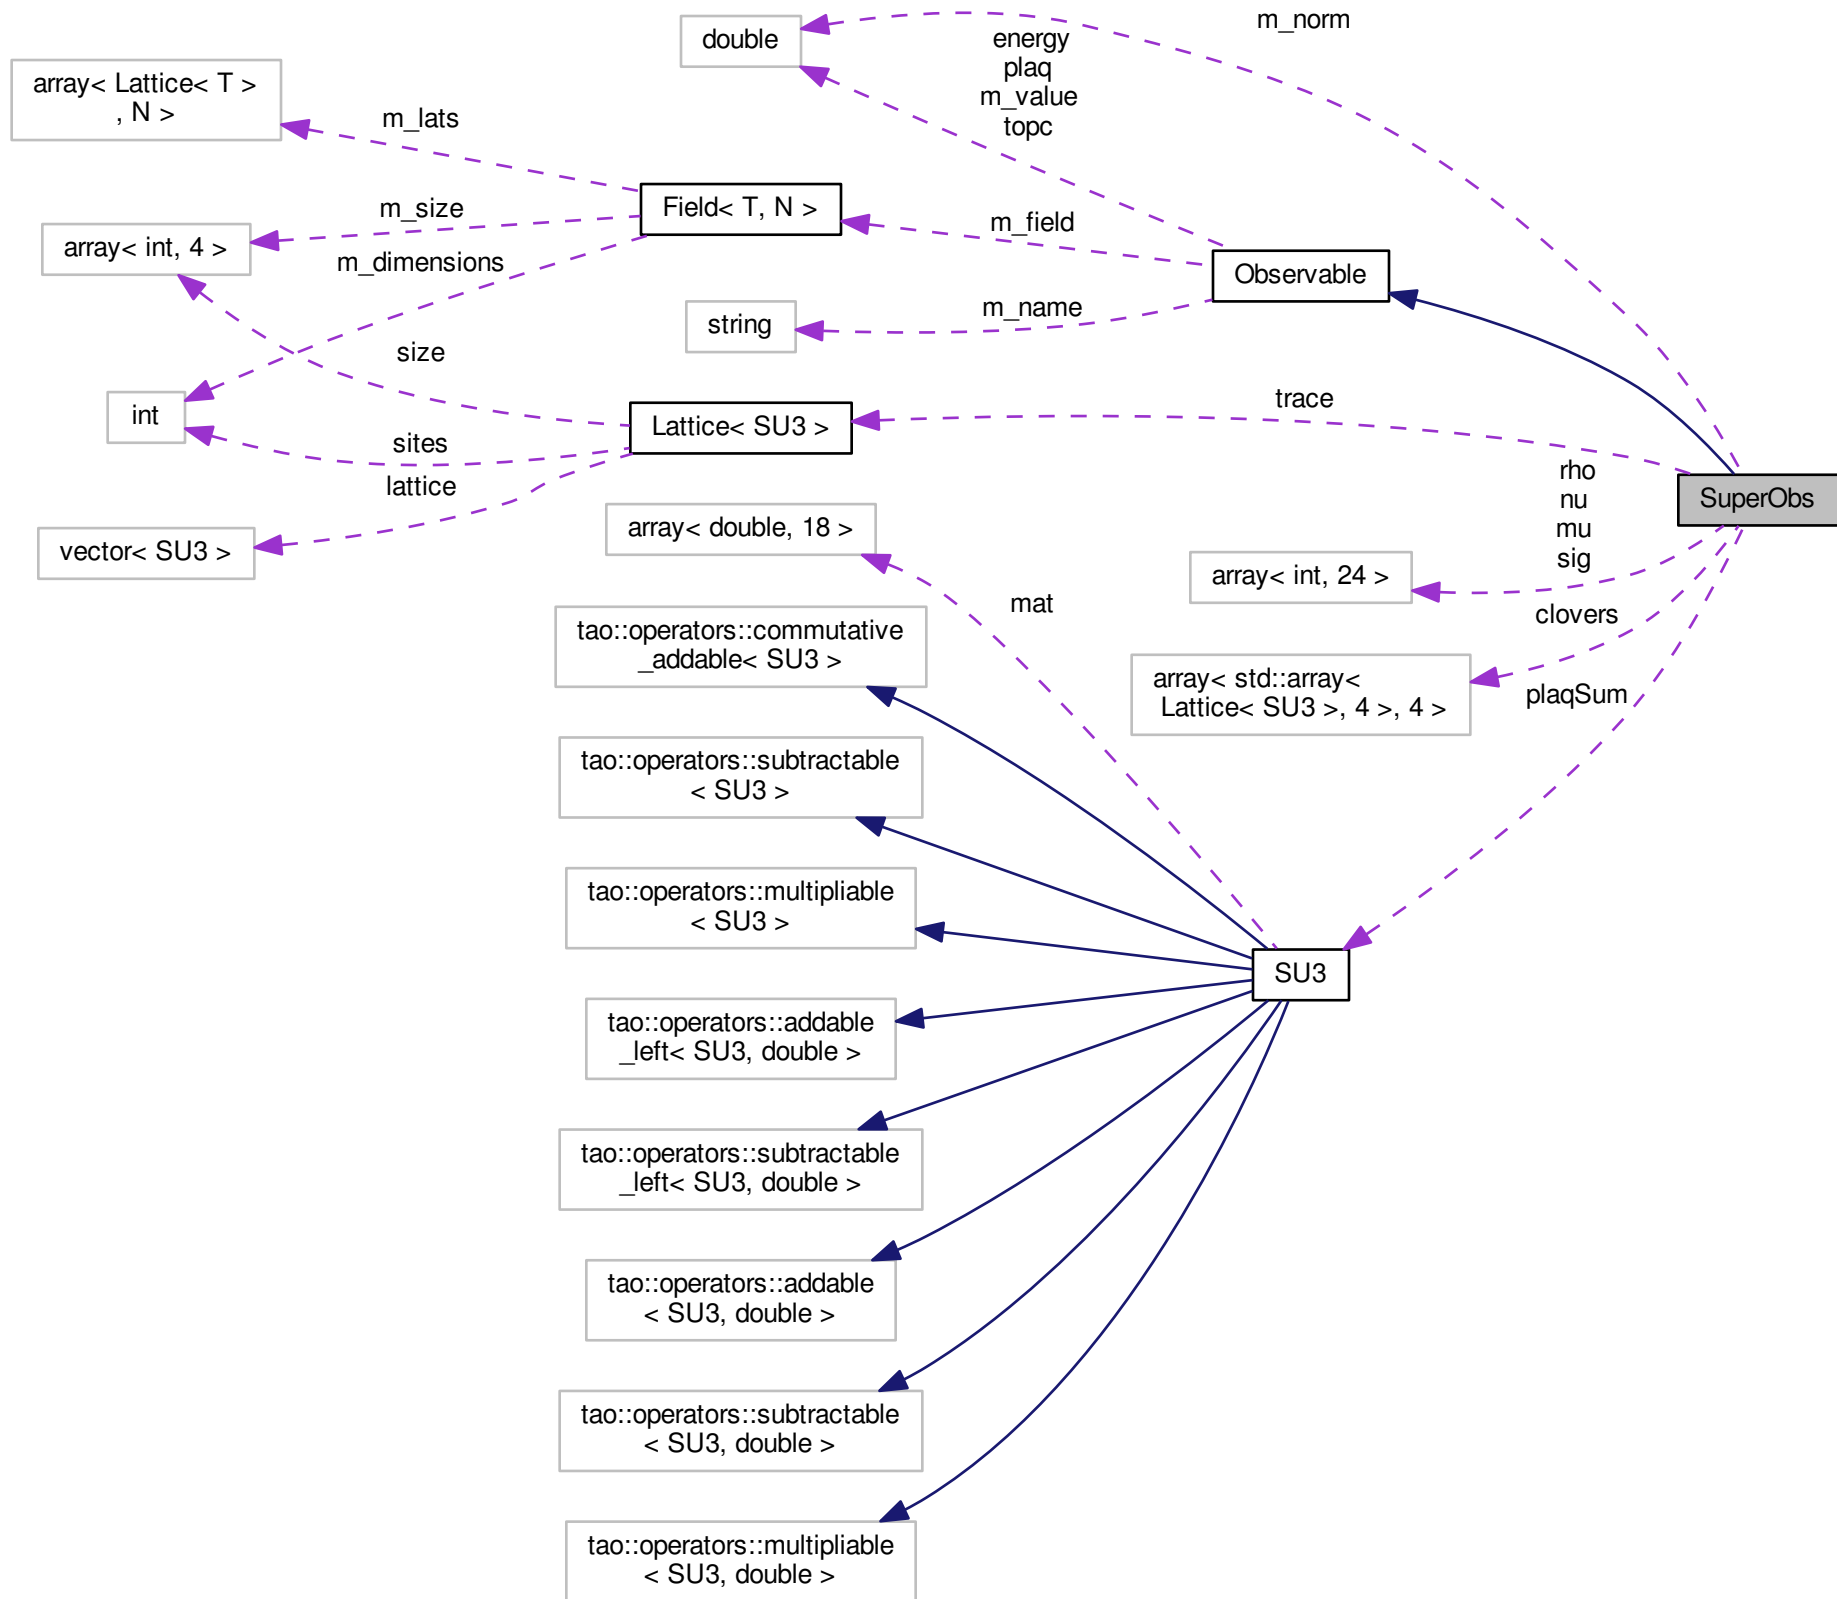 m_norm
double
energy
plaq
m_value
topc
array< Lattice< T >
, N >
m_lats
Field< T, N >
m_size
m_field
array< int, 4 >
m_dimensions
Observable
string
m_name
size
int
Lattice< SU3 >
trace
sites
lattice
rho
nu
mu
sig
SuperObs
array< double, 18 >
vector< SU3 >
array< int, 24 >
mat
clovers
tao::operators::commutative
_addable< SU3 >
array< std::array<
Lattice< SU3 >, 4 >, 4 >
plaqSum
tao::operators::subtractable
< SU3 >
tao::operators::multipliable
< SU3 >
SU3
tao::operators::addable
_left< SU3, double >
tao::operators::subtractable
_left< SU3, double >
tao::operators::addable
< SU3, double >
tao::operators::subtractable
< SU3, double >
tao::operators::multipliable
< SU3, double >